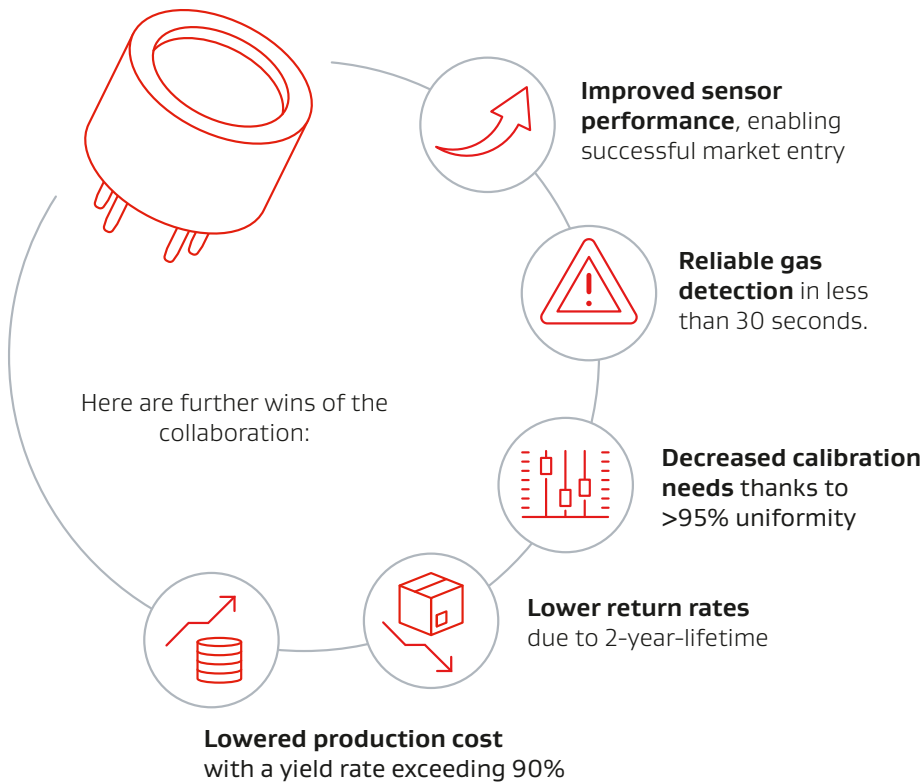 Improved sensor
performance, enabling
successful market entry
Reliable gas
detection in less
than 30 seconds.
Here are further wins of the
collaboration:
Decreased calibration
needs thanks to
>95% uniformity
Lower return rates
due to 2-year-lifetime
Lowered production cost
with a yield rate exceeding 90%